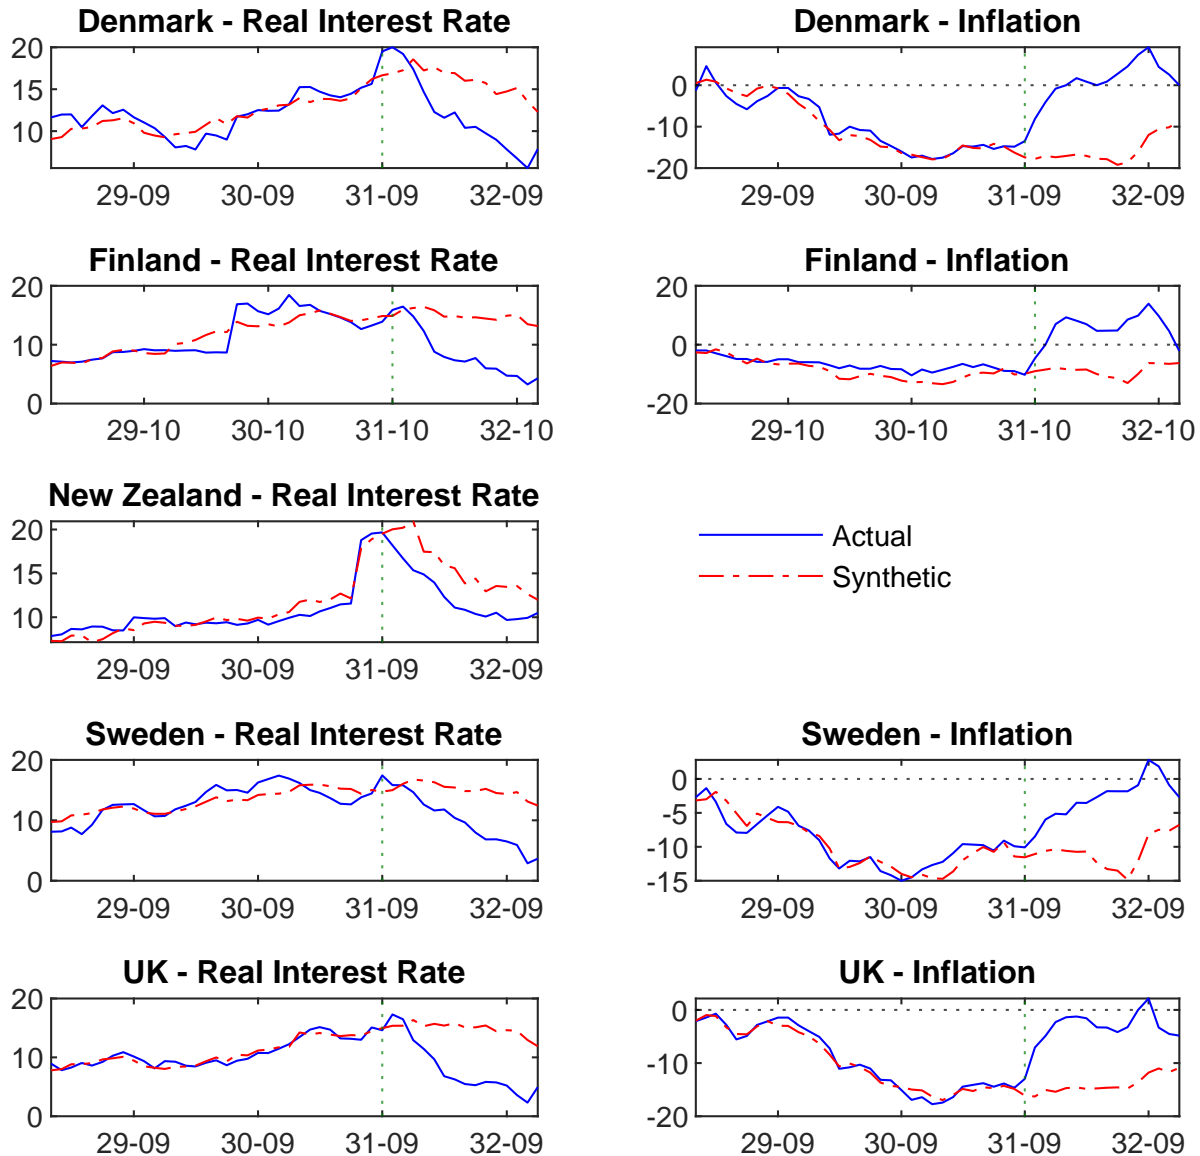 Denmark - Real Interest Rate
20
15
10
29-09 30-09 31-09 32-09
Denmark - Inflation
0
-10
-20
29-09 30-09 31-09 32-09
Finland - Real Interest Rate
20
10
0
29-10 30-10 31-10 32-10
Finland - Inflation
20
0
-20
29-10 30-10 31-10 32-10
New Zealand - Real Interest Rate
20
15
10
29-09 30-09 31-09 32-09
Actual
Synthetic
Sweden - Real Interest Rate
20
10
0
29-09 30-09 31-09 32-09
Sweden - Inflation
0
-5
-10
-15
29-09 30-09 31-09 32-09
UK - Real Interest Rate
20
10
0
29-09 30-09 31-09 32-09
UK - Inflation
0
-10
-20
29-09 30-09 31-09 32-09